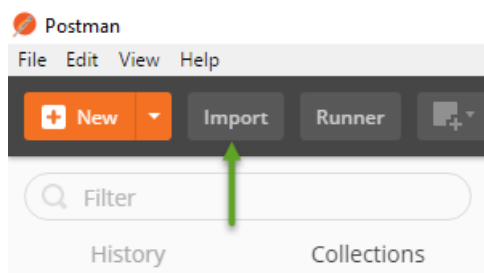 Postman
File Edit View Help
New Import Runner
Filter
History Collections